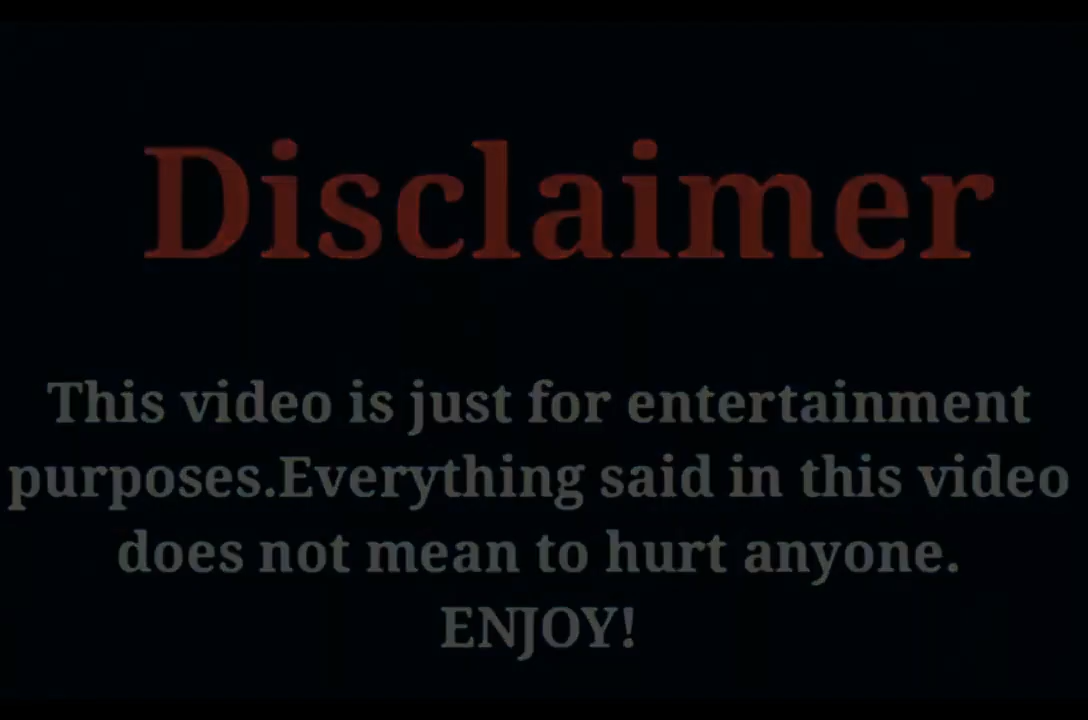 Disclaimer
This video is just for entertainment
purposes.Everything said in this video
does not mean to hurt anyone.
ENJOY!